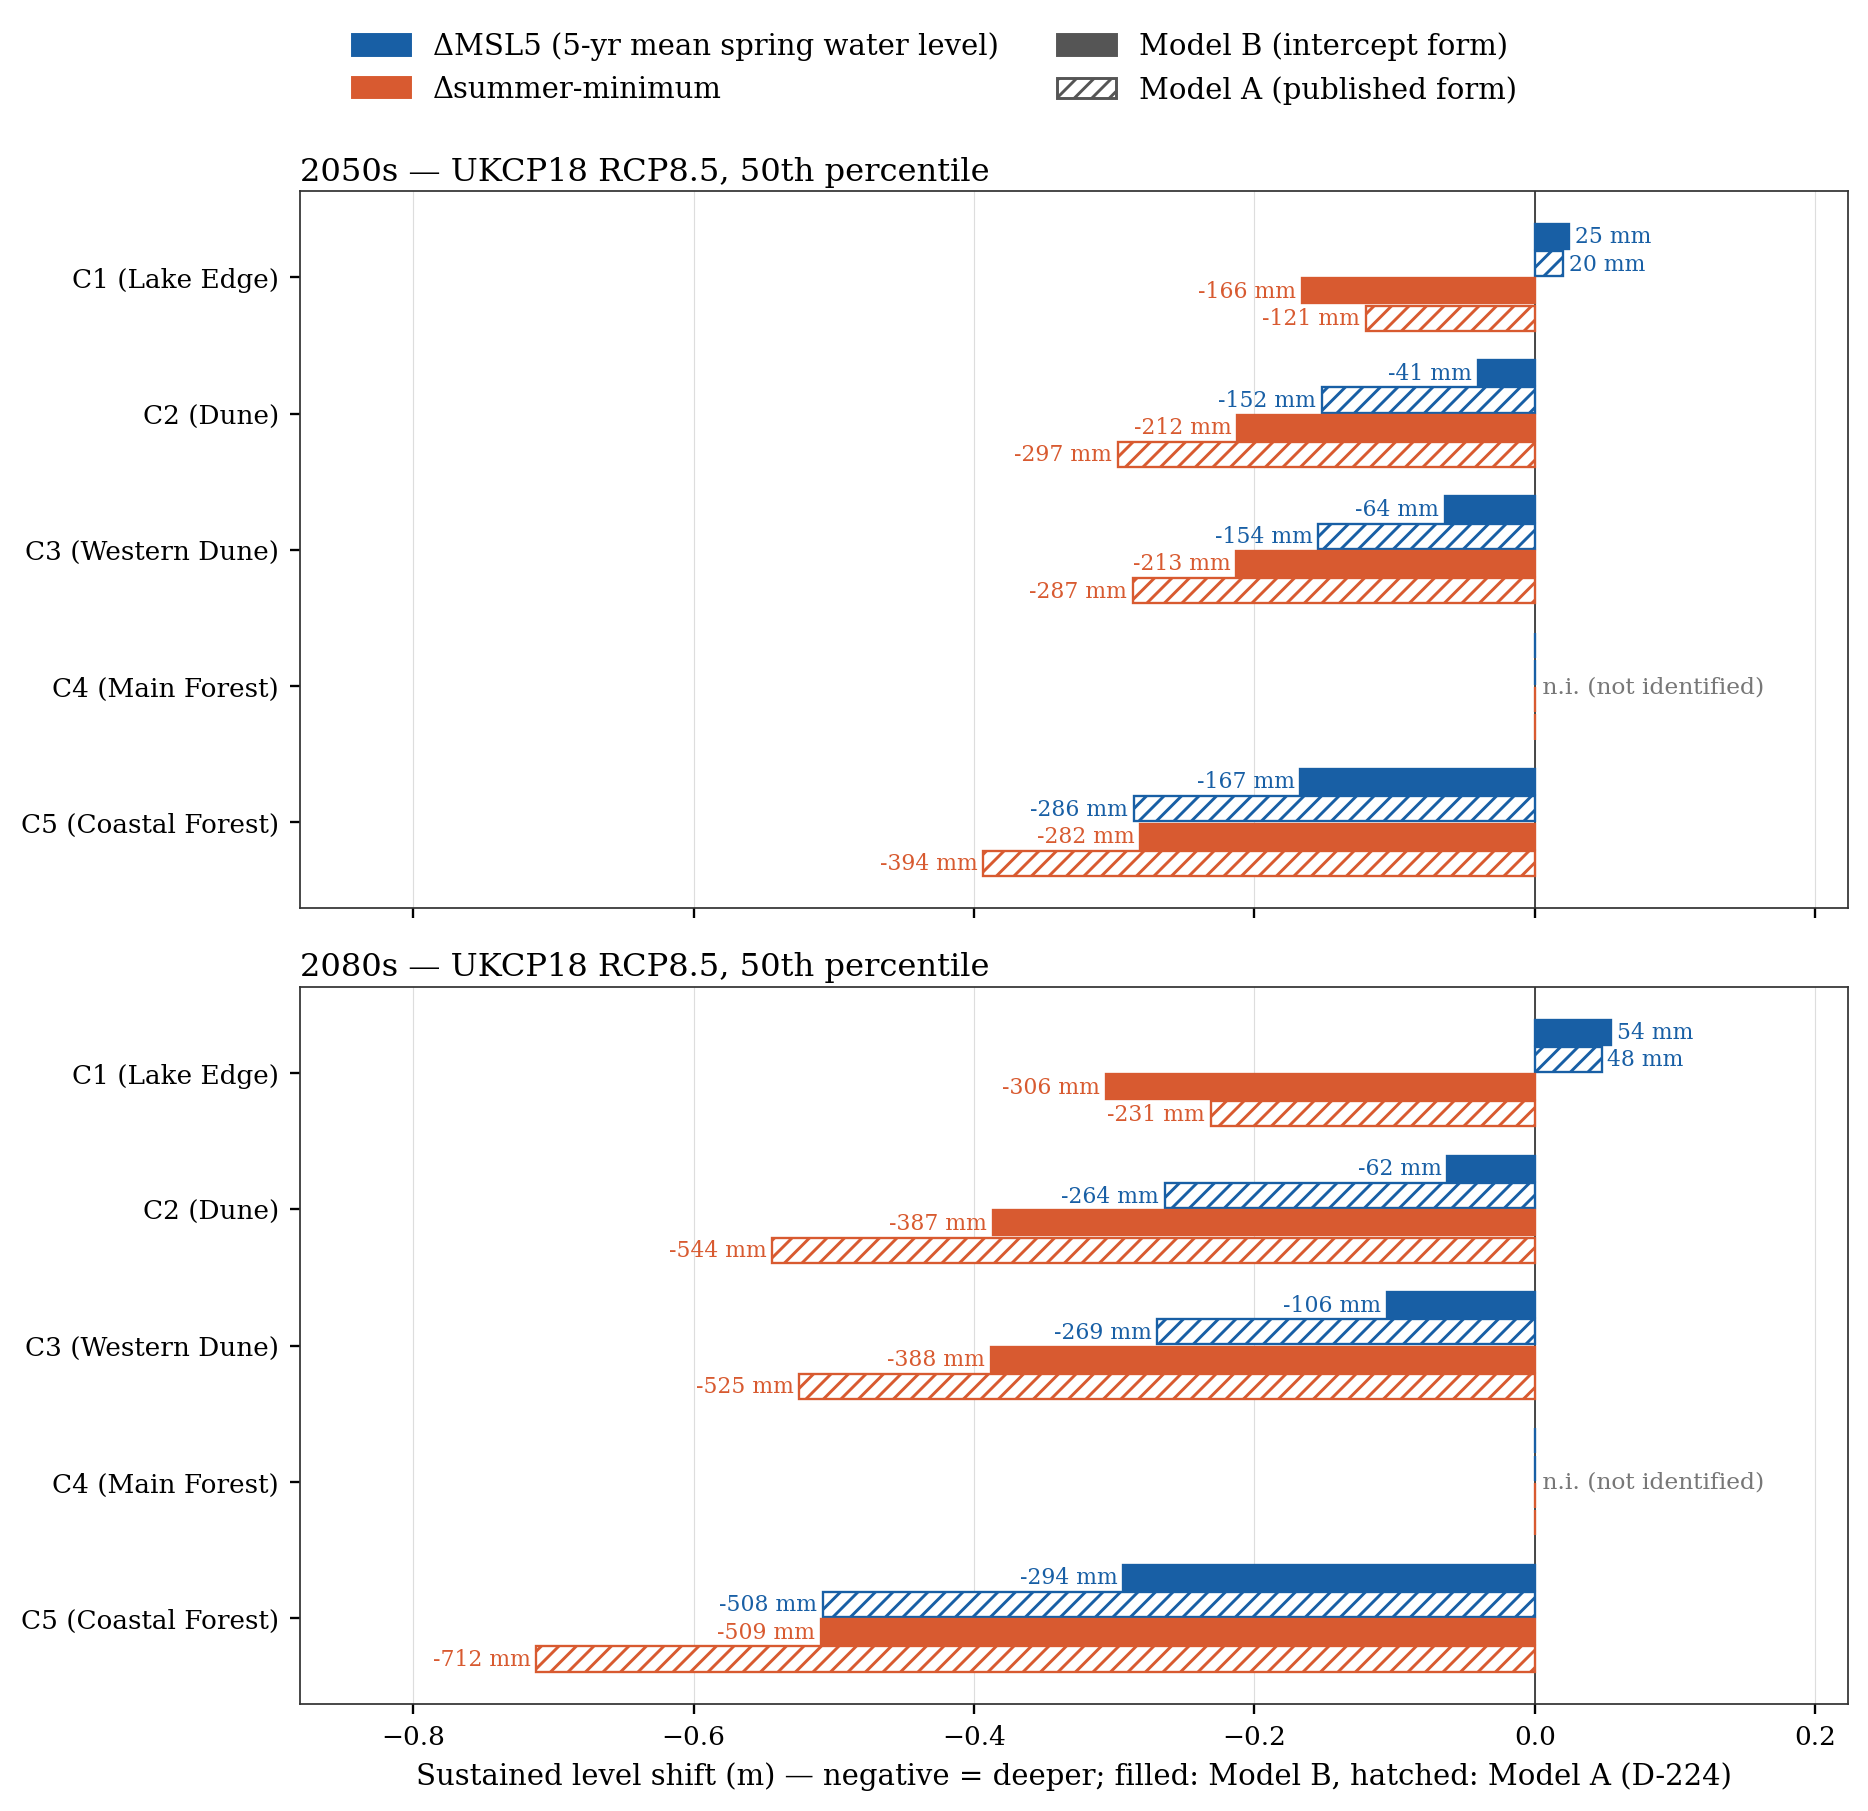 ΔMSL5 (5-yr mean spring water level)
Δsummer-minimum
Model B (intercept form)
Model A (published form)
2050s — UKCP18 RCP8.5, 50th percentile
C1 (Lake Edge)
25 mm
20 mm
-166 mm
-121 mm
C2 (Dune)
-41 mm
-152 mm
-212 mm
-297 mm
C3 (Western Dune)
-64 mm
-154 mm
-213 mm
-287 mm
C4 (Main Forest)
n.i. (not identified)
C5 (Coastal Forest)
-167 mm
-286 mm
-282 mm
-394 mm
2080s — UKCP18 RCP8.5, 50th percentile
C1 (Lake Edge)
54 mm
48 mm
-306 mm
-231 mm
C2 (Dune)
-62 mm
-264 mm
-387 mm
-544 mm
C3 (Western Dune)
-106 mm
-269 mm
-388 mm
-525 mm
C4 (Main Forest)
n.i. (not identified)
C5 (Coastal Forest)
-294 mm
-508 mm
-509 mm
-712 mm
−0.8 −0.6 −0.4 −0.2 0.0 0.2
Sustained level shift (m) — negative = deeper; filled: Model B, hatched: Model A (D-224)